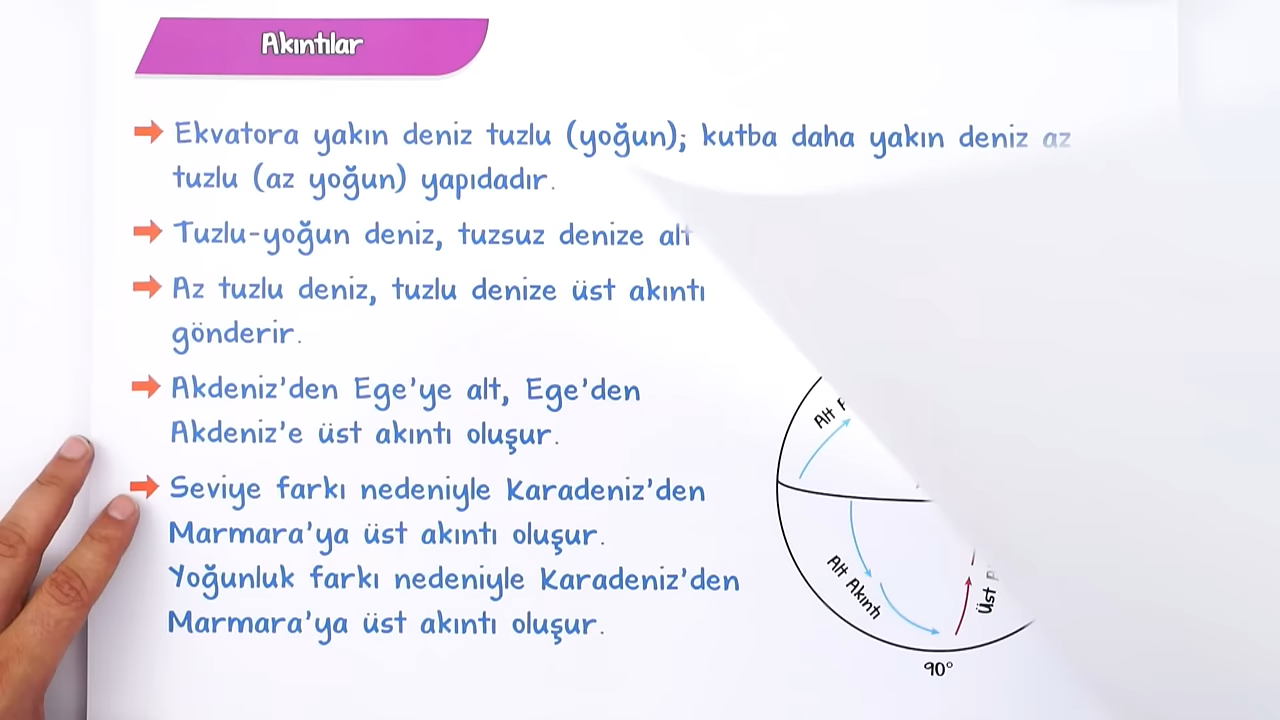 Akıntılar
Ekvatora yakın deniz tuzlu (yoğun); kutba daha yakın deniz az
tuzlu (az yoğun) yapıdadır.
Tuzlu-yoğun deniz, tuzsuz denize alt
Az tuzlu deniz, tuzlu denize üst akıntı
gönderir.
Akdeniz'den Ege'ye alt, Ege'den
Akdeniz'e üst akıntı oluşur.
Seviye farkı nedeniyle Karadeniz'den
Marmara'ya üst akıntı oluşur.
Yoğunluk farkı nedeniyle Karadeniz'den
Marmara'ya üst akıntı oluşur.
Alt
Alt Akıntı
Üst
90°